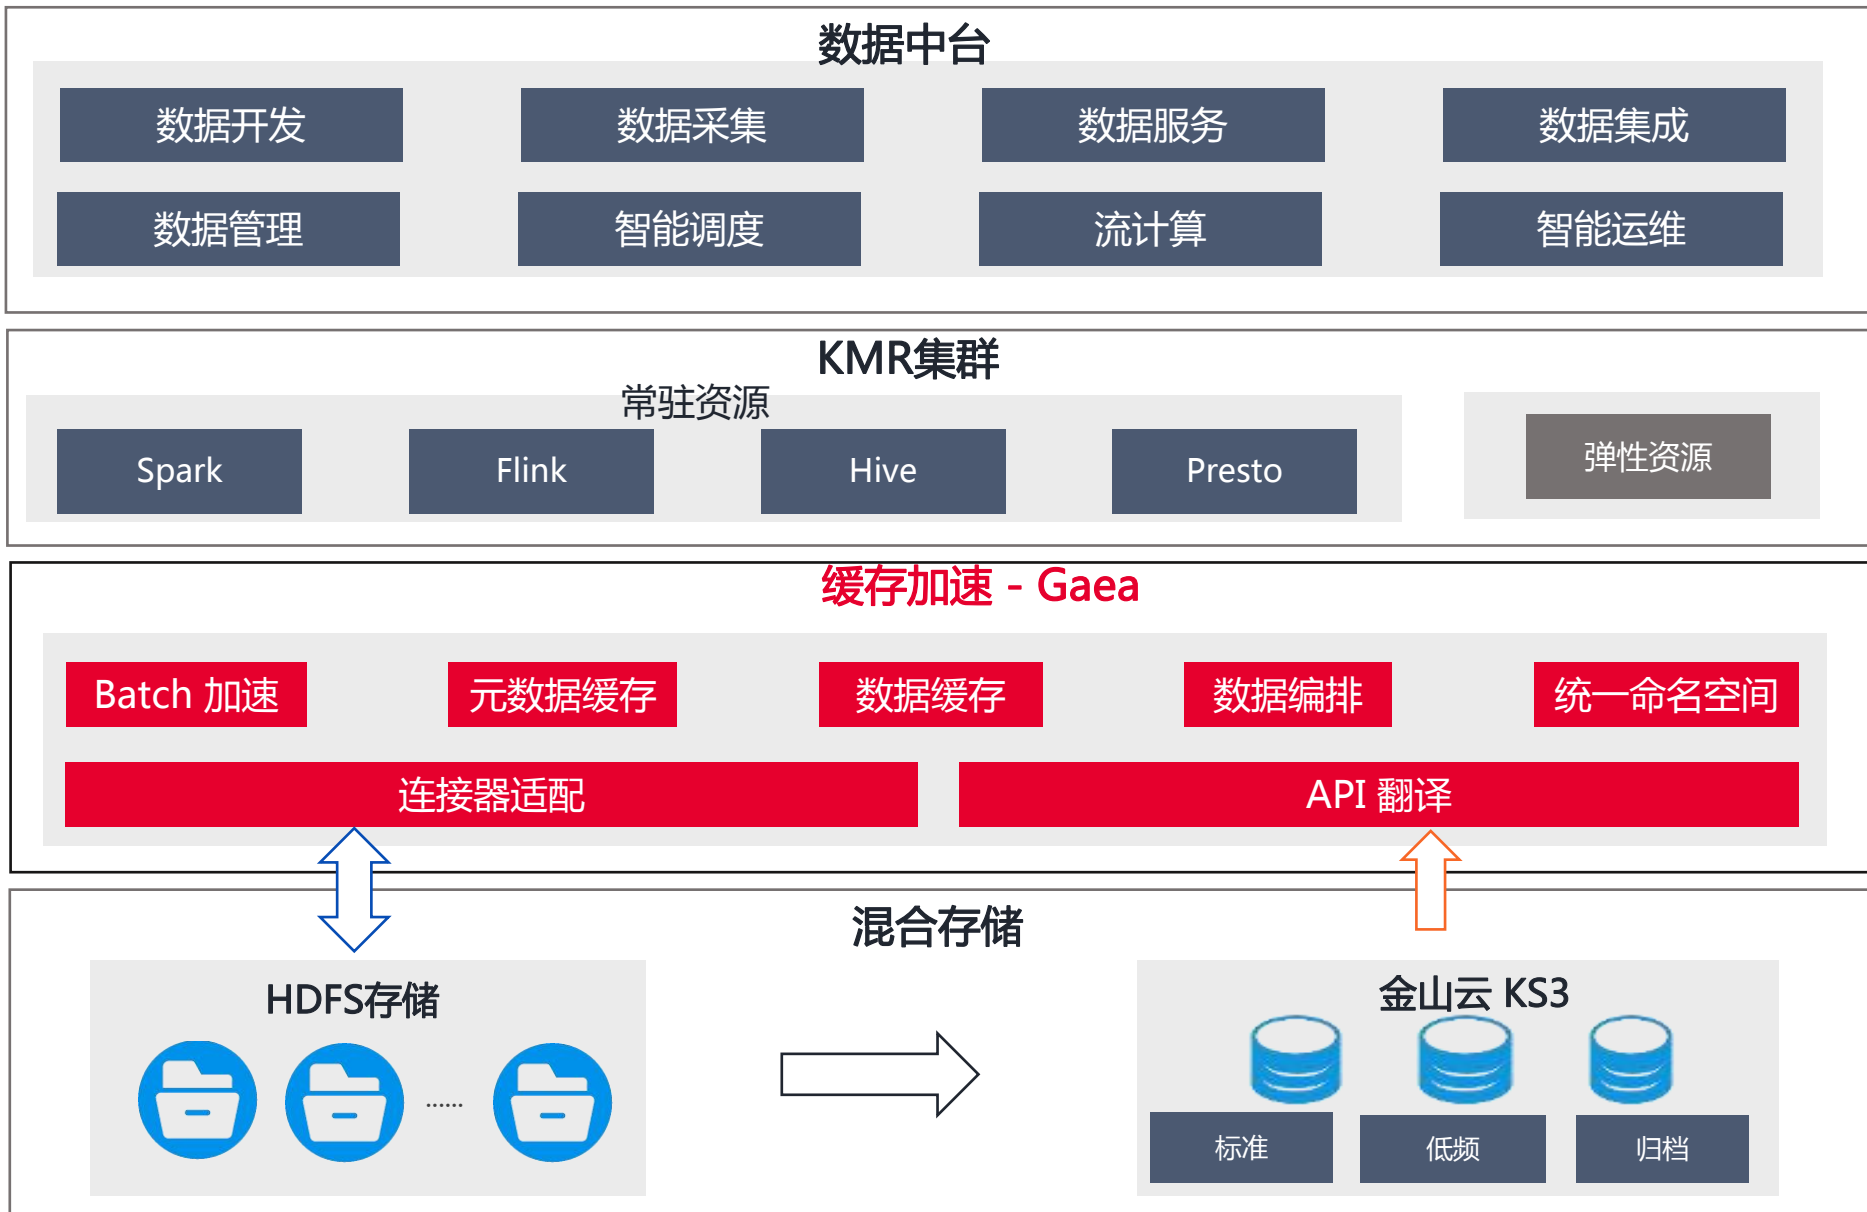 数据中台
数据开发 数据采集 数据服务 数据集成
数据管理 智能调度 流计算 智能运维
KMR集群
常驻资源
Spark Flink Hive Presto 弹性资源
缓存加速 - Gaea
Batch 加速 元数据缓存 数据缓存 数据编排 统一命名空间
连接器适配 API 翻译
混合存储
HDFS存储 金山云 KS3
......
标准 低频 归档